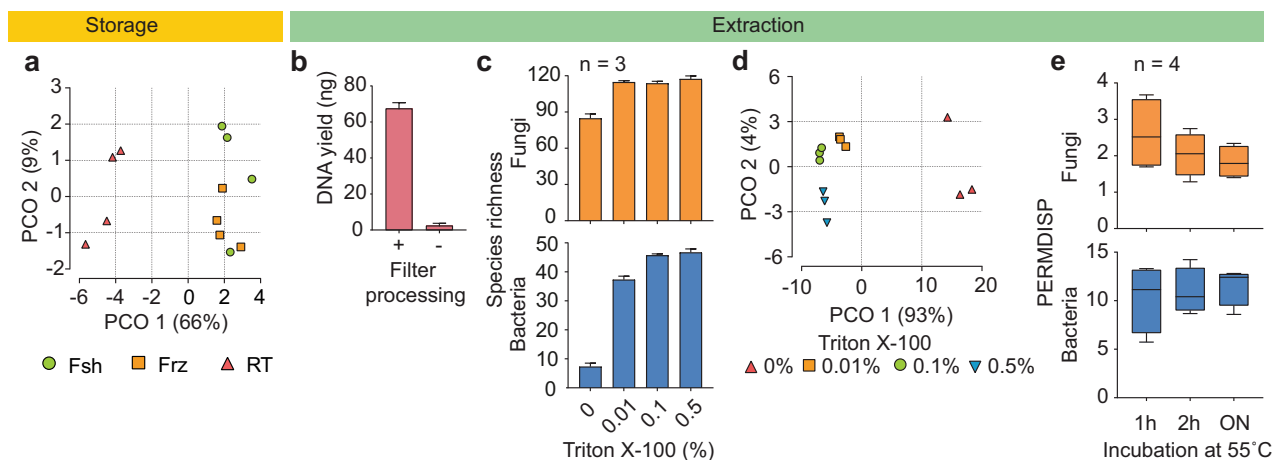 Storage
Extraction
a
PCO 2 (9%)
3
2
1
0
-1
-2
-6
-4
-2
0
2
4
PCO 1 (66%)
Fsh
Frz
RT
b
DNA yield (ng)
80
60
40
20
0
+
-
Filter
processing
c
n = 3
Species richness
Fungi
120
90
60
30
0
Bacteria
50
40
30
20
10
0
0
0.01
0.1
0.5
Triton X-100 (%)
d
PCO 2 (4%)
6
3
0
-3
-6
-10
0
10
20
PCO 1 (93%)
Triton X-100
0%
0.01%
0.1%
0.5%
e
n = 4
PERMDISP
Fungi
4
3
2
1
0
Bacteria
15
10
5
0
1h
2h
ON
Incubation at 55˚C